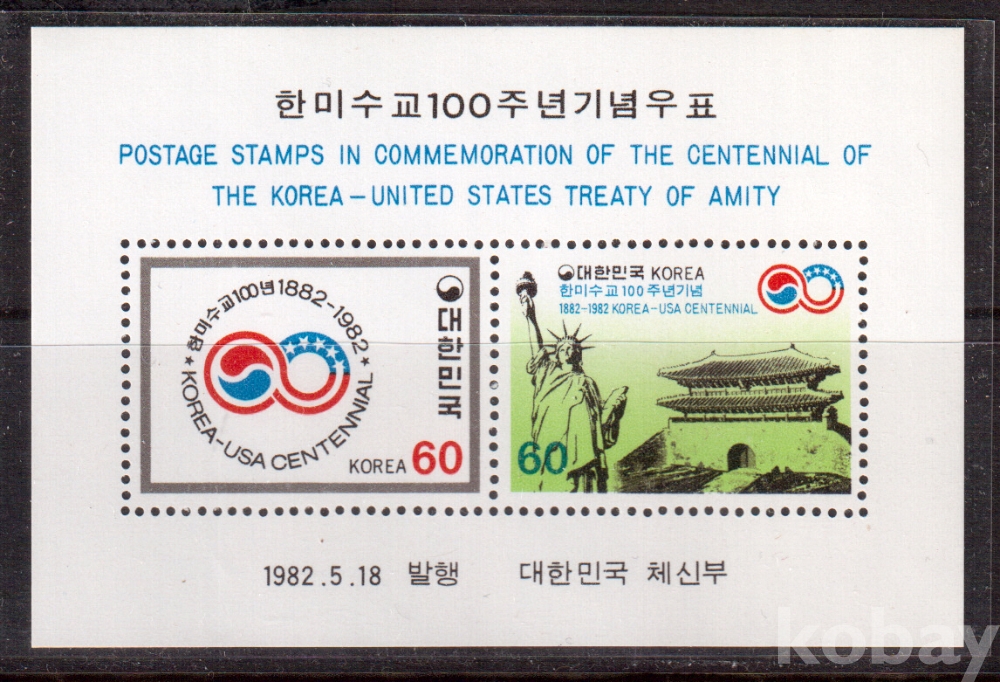 한미수교100주년기념우표
POSTAGE STAMPS IN COMMEMORATION OF THE CENTENNIAL OF
THE KOREA-UNITED STATES TREATY OF AMITY
★한미수교100년1882-1982★
KOREA-USA CENTENNIAL
대한민국
KOREA 60
대한민국 KOREA
한미수교100주년기념
1882-1982 KOREA-USA CENTENNIAL
60
1982.5.18 발행 대한민국 체신부
kobay